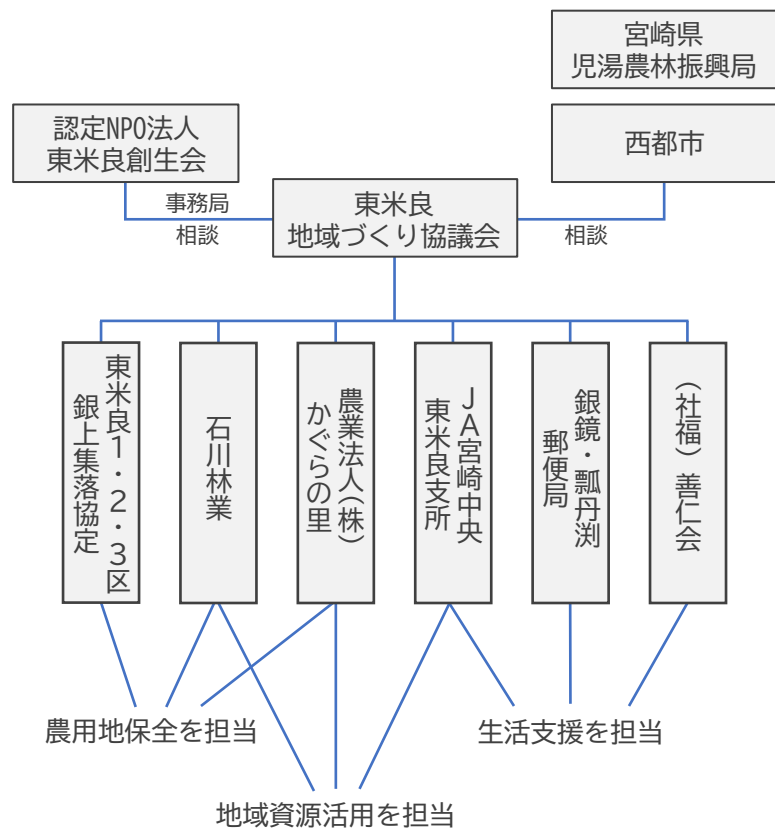 宮崎県
児湯農林振興局
認定NPO法人
東米良創生会
西都市
事務局
相談
東米良
地域づくり協議会
相談
東米良１・２・３区
銀上集落協定
石川林業
農業法人(株)
かぐらの里
ＪＡ宮崎中央
東米良支所
銀鏡・瓢丹渕
郵便局
（社福）善仁会
農用地保全を担当
生活支援を担当
地域資源活用を担当